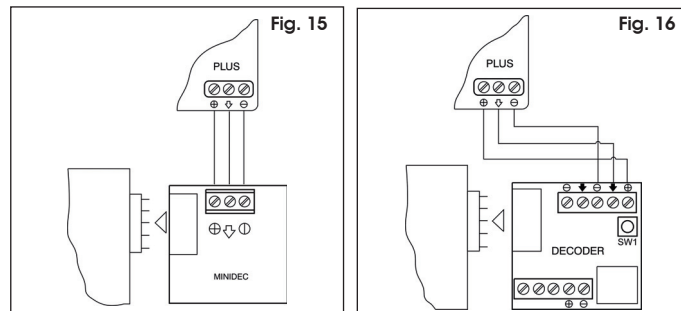 Fig. 15
PLUS
MINIDEC
Fig. 16
PLUS
SW1
DECODER